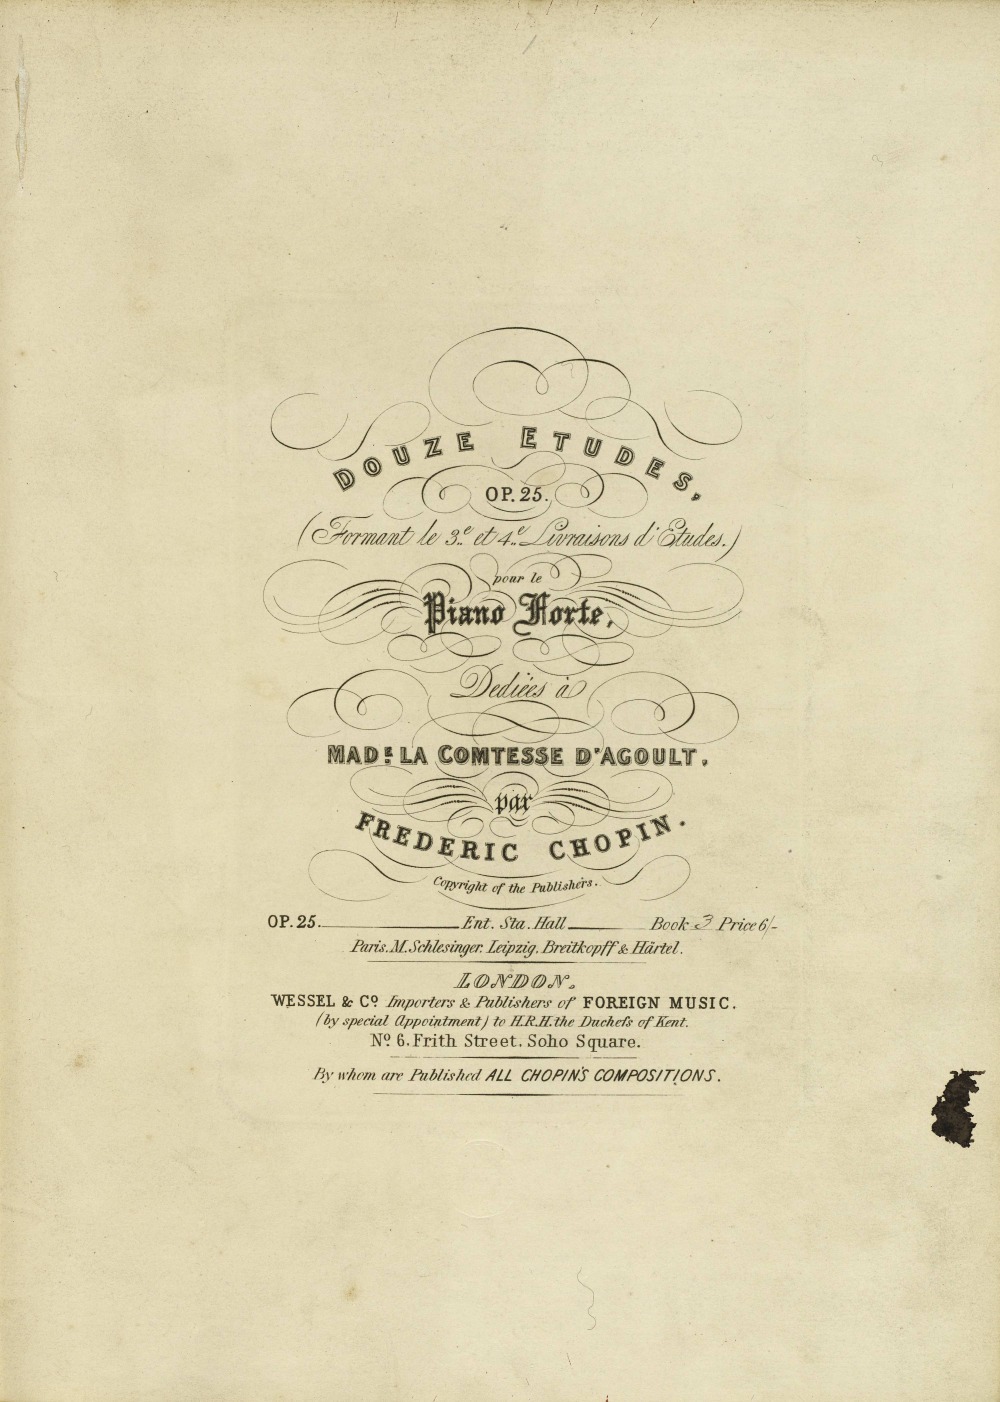 DOUZE ETUDES,
OP. 25.
(Formant le 3.e et 4.e Livraisons d'Etudes.)
pour le
Piano Forte,
Dediées à
MAD.E LA COMTESSE D'AGOULT.
par
FREDERIC CHOPIN.
Copyright of the Publishers.
OP. 25. Ent. Sta. Hall Book 3 Price 6/-
Paris. M. Schlesinger. Leipzig. Breitkopff & Härtel.
LONDON.
WESSEL & Co. Importers & Publishers of FOREIGN MUSIC.
(by special Appointment) to H.R.H. the Duchefs of Kent.
No. 6. Frith Street. Soho Square.
By whom are Published ALL CHOPIN'S COMPOSITIONS.